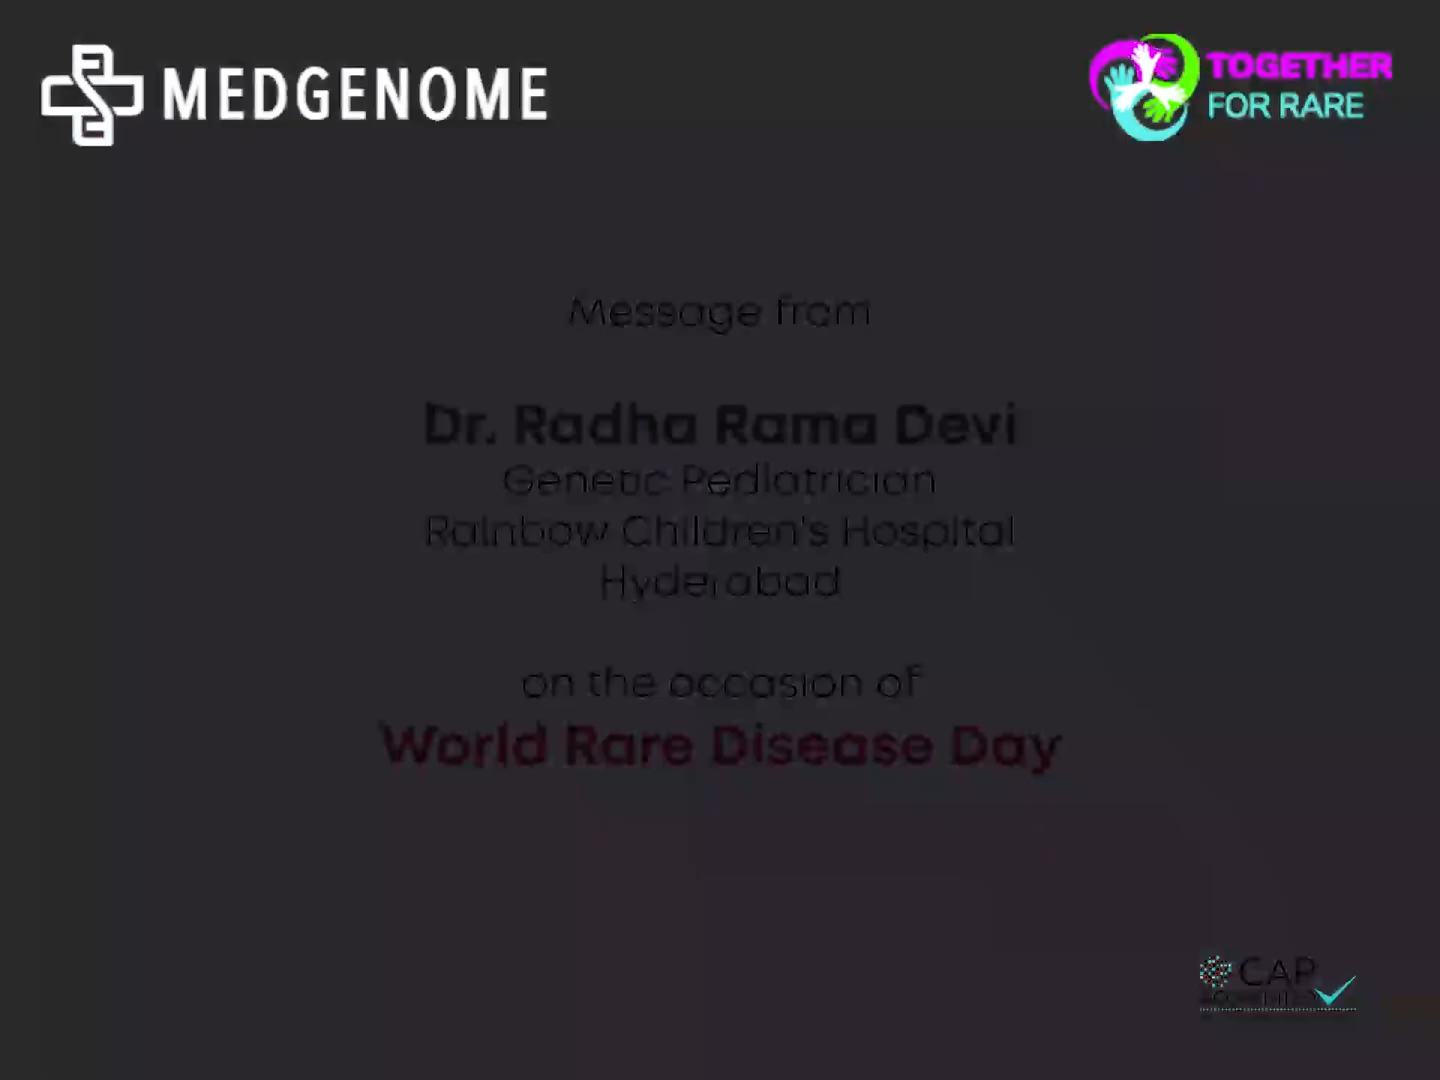 MEDGENOME
TOGETHER
FOR RARE
Message from
Dr. Radha Rama Devi
Genetic Pediatrician
Rainbow Children's Hospital
Hyderabad
on the occasion of
World Rare Disease Day
CAP
ACCREDITED